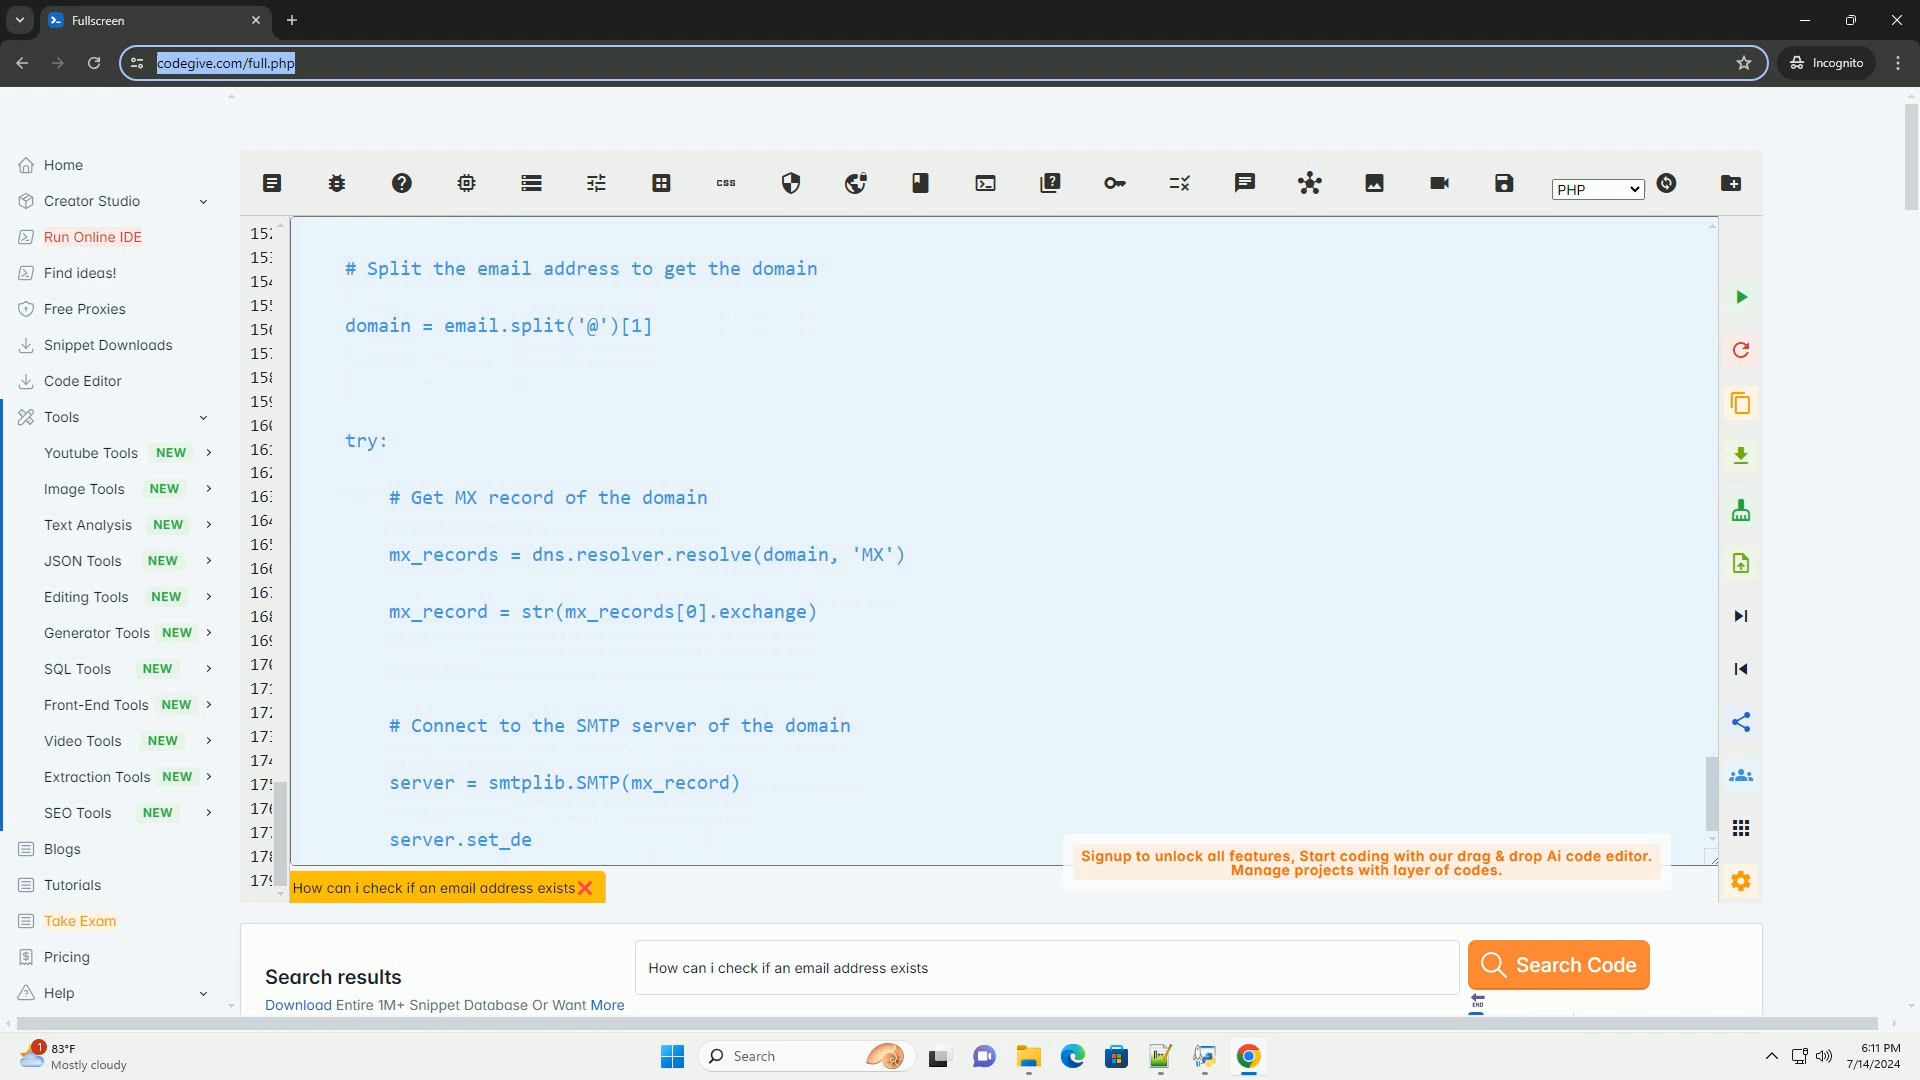 Fullscreen
codegive.com/full.php
Incognito
Home
Creator Studio
Run Online IDE
Find ideas!
Free Proxies
Snippet Downloads
Code Editor
Tools
Youtube Tools NEW
Image Tools NEW
Text Analysis NEW
JSON Tools NEW
Editing Tools NEW
Generator Tools NEW
SQL Tools NEW
Front-End Tools NEW
Video Tools NEW
Extraction Tools NEW
SEO Tools NEW
Blogs
Tutorials
Take Exam
Pricing
Help
CSS
PHP
# Split the email address to get the domain
domain = email.split('@')[1]
try:
# Get MX record of the domain
mx_records = dns.resolver.resolve(domain, 'MX')
mx_record = str(mx_records[0].exchange)
# Connect to the SMTP server of the domain
server = smtplib.SMTP(mx_record)
server.set_de
Signup to unlock all features, Start coding with our drag & drop Ai code editor.
Manage projects with layer of codes.
How can i check if an email address exists
Search results
Download Entire 1M+ Snippet Database Or Want More
How can i check if an email address exists
Search Code
END
1
83°F
Mostly cloudy
Search
6:11 PM
7/14/2024